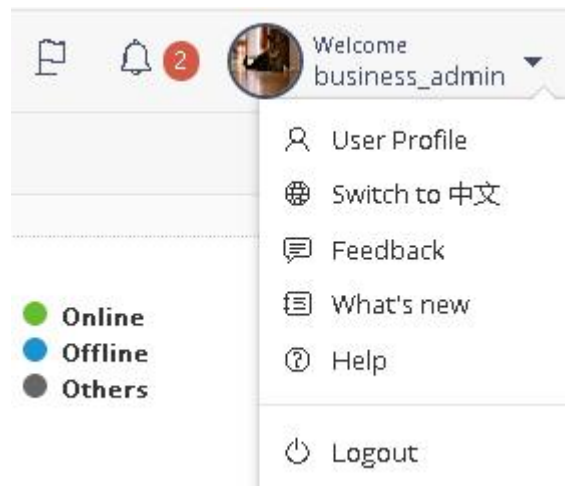 2
Welcome
business_admin
User Profile
Switch to 中文
Feedback
What's new
Help
Logout
Online
Offline
Others